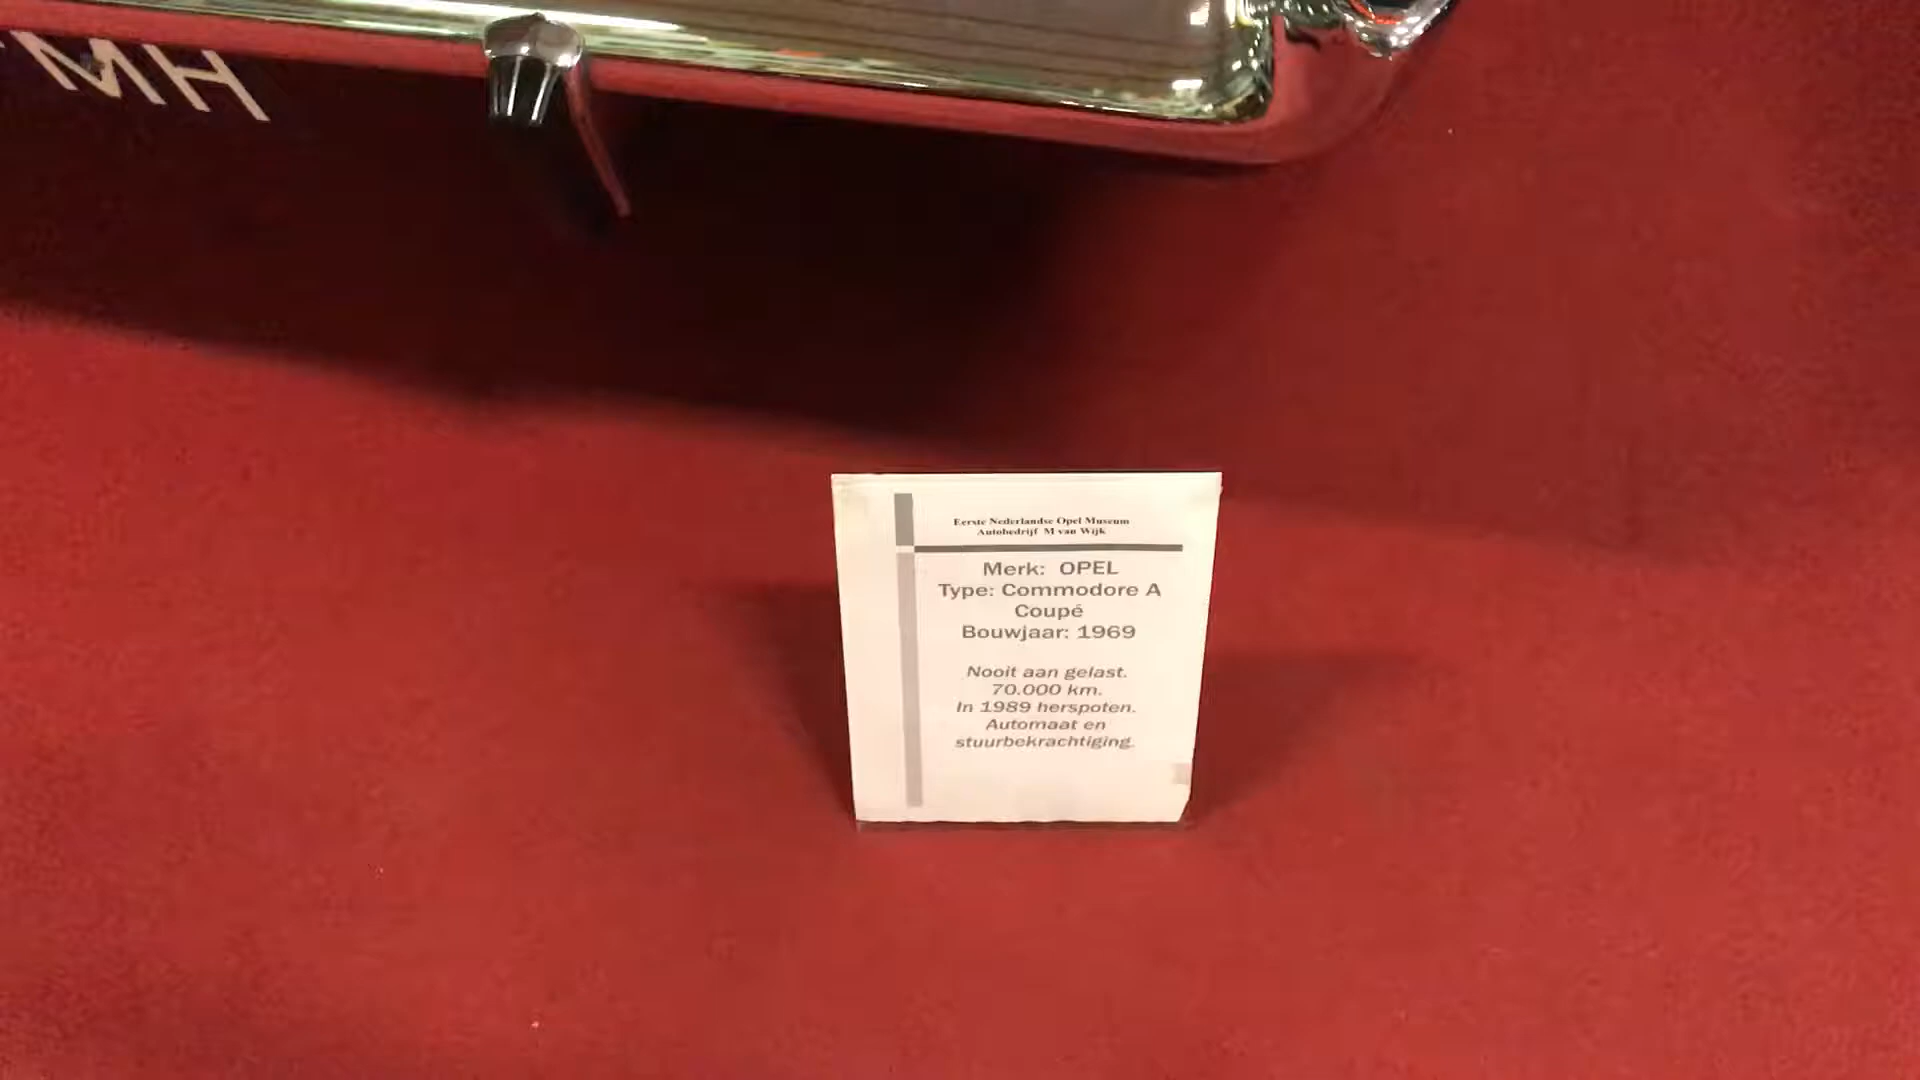 MH
Eerste Nederlandse Opel Museum
Autobedrijf M van Wijk
Merk: OPEL
Type: Commodore A
Coupé
Bouwjaar: 1969
Nooit aan gelast.
70.000 km.
In 1989 herspoten.
Automaat en
stuurbekrachtiging.